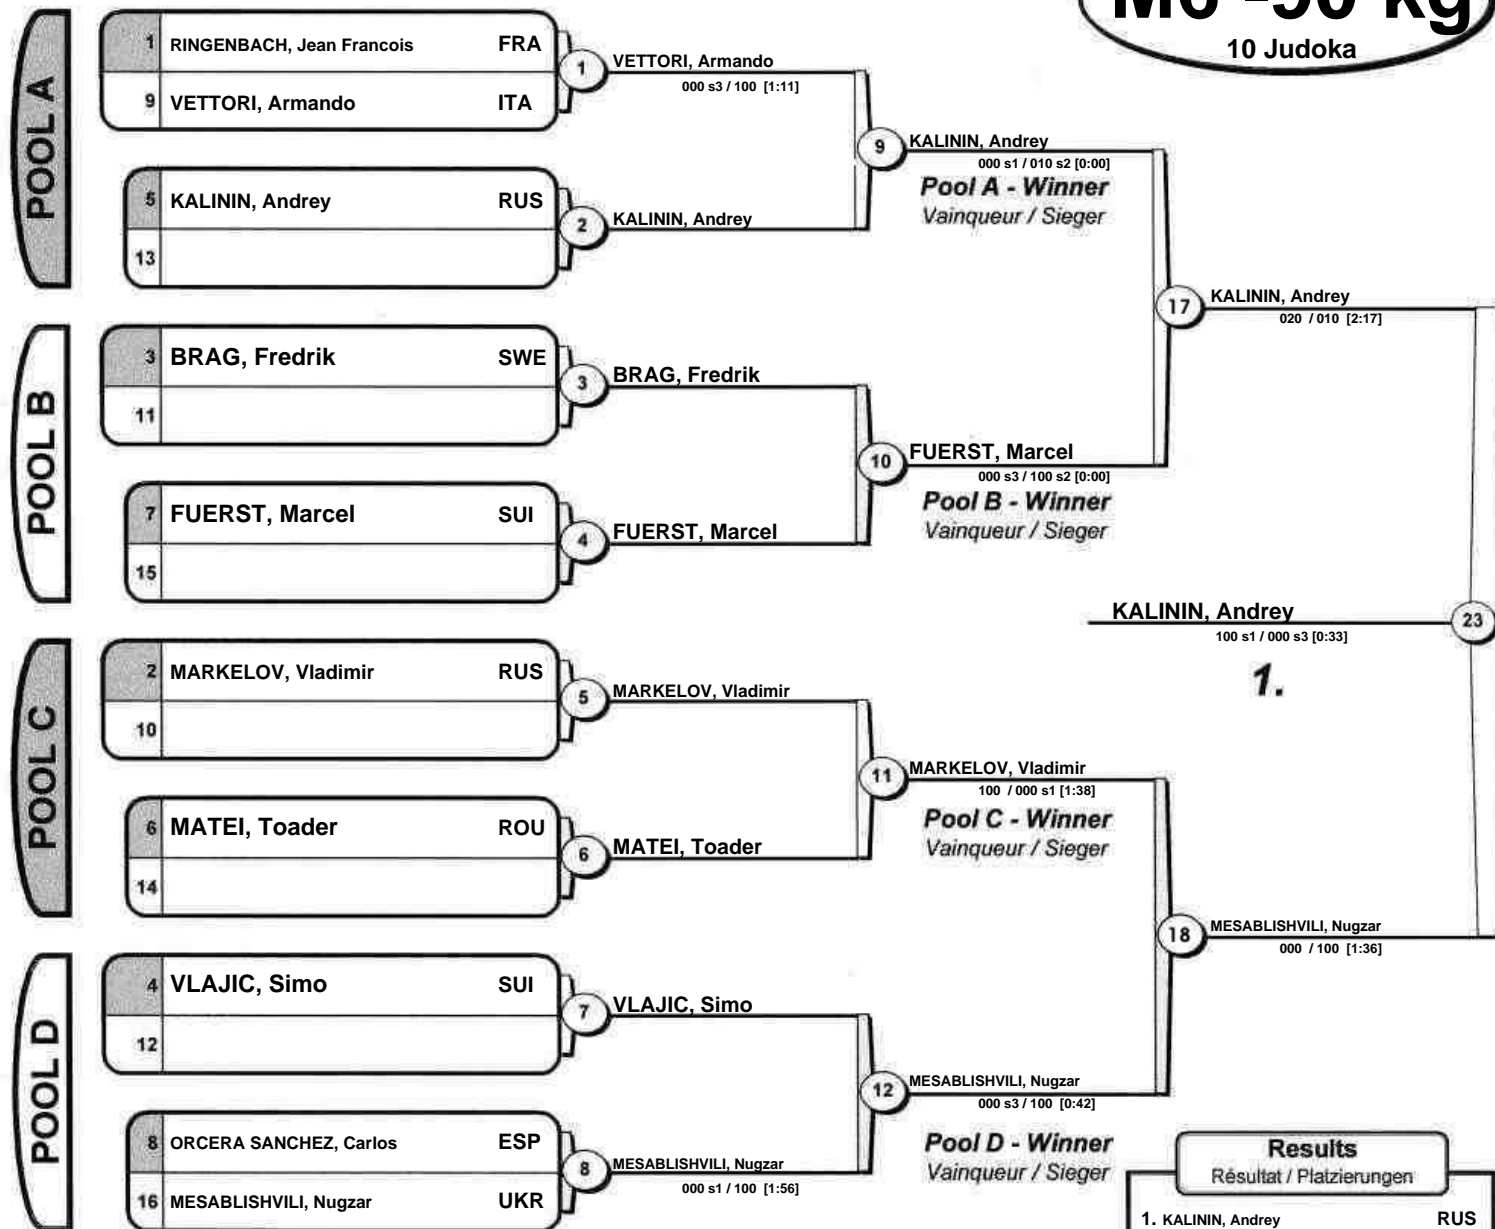 M6 -90 kg
10 Judoka
POOL A
1 RINGENBACH, Jean Francois FRA
9 VETTORI, Armando ITA
1
VETTORI, Armando
000 s3 / 100 [1:11]
5 KALININ, Andrey RUS
13
2
KALININ, Andrey
9
KALININ, Andrey
000 s1 / 010 s2 [0:00]
Pool A - Winner
Vainqueur / Sieger
POOL B
3 BRAG, Fredrik SWE
11
3
BRAG, Fredrik
7 FUERST, Marcel SUI
15
4
FUERST, Marcel
10
FUERST, Marcel
000 s3 / 100 s2 [0:00]
Pool B - Winner
Vainqueur / Sieger
17
KALININ, Andrey
020 / 010 [2:17]
KALININ, Andrey
100 s1 / 000 s3 [0:33]
23
1.
POOL C
2 MARKELOV, Vladimir RUS
10
5
MARKELOV, Vladimir
6 MATEI, Toader ROU
14
6
MATEI, Toader
11
MARKELOV, Vladimir
100 / 000 s1 [1:38]
Pool C - Winner
Vainqueur / Sieger
18
MESABLISHVILI, Nugzar
000 / 100 [1:36]
POOL D
4 VLAJIC, Simo SUI
12
7
VLAJIC, Simo
8 ORCERA SANCHEZ, Carlos ESP
16 MESABLISHVILI, Nugzar UKR
8
MESABLISHVILI, Nugzar
000 s1 / 100 [1:56]
12
MESABLISHVILI, Nugzar
000 s3 / 100 [0:42]
Pool D - Winner
Vainqueur / Sieger
Results
Résultat / Platzierungen
1. KALININ, Andrey RUS